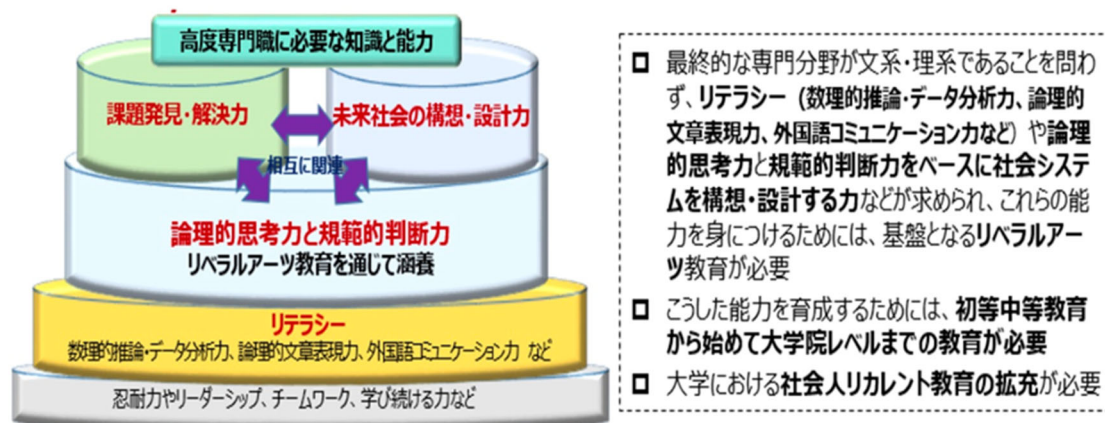 高度専門職に必要な知識と能力
課題発見・解決力
未来社会の構想・設計力
相互に関連
論理的思考力と規範的判断力
リベラルアーツ教育を通じて涵養
リテラシー
数理的推論・データ分析力、論理的文章表現力、外国語コミュニケーション力 など
忍耐力やリーダーシップ、チームワーク、学び続ける力など
最終的な専門分野が文系・理系であることを問わ
ず、リテラシー（数理的推論・データ分析力、論理的
文章表現力、外国語コミュニケーション力など）や論理
的思考力と規範的判断力をベースに社会システ
ムを構想・設計する力などが求められ、これらの能
力を身につけるためには、基盤となるリベラルアー
ツ教育が必要
こうした能力を育成するためには、初等中等教育
から始めて大学院レベルまでの教育が必要
大学における社会人リカレント教育の拡充が必要